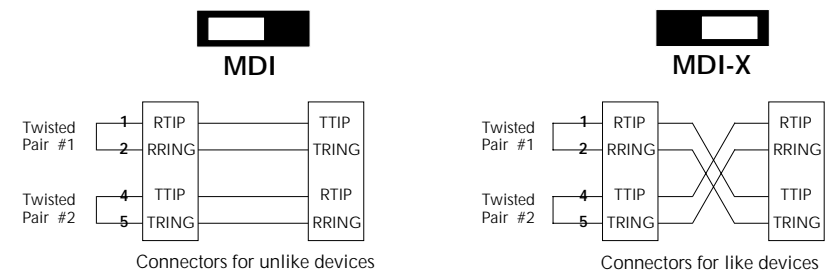 MDI
Twisted Pair #1
1 RTIP TTIP
2 RRING TRING
Twisted Pair #2
4 TTIP RTIP
5 TRING RRING
Connectors for unlike devices
MDI-X
Twisted Pair #1
1 RTIP RTIP
2 RRING RRING
Twisted Pair #2
4 TTIP TTIP
5 TRING TRING
Connectors for like devices